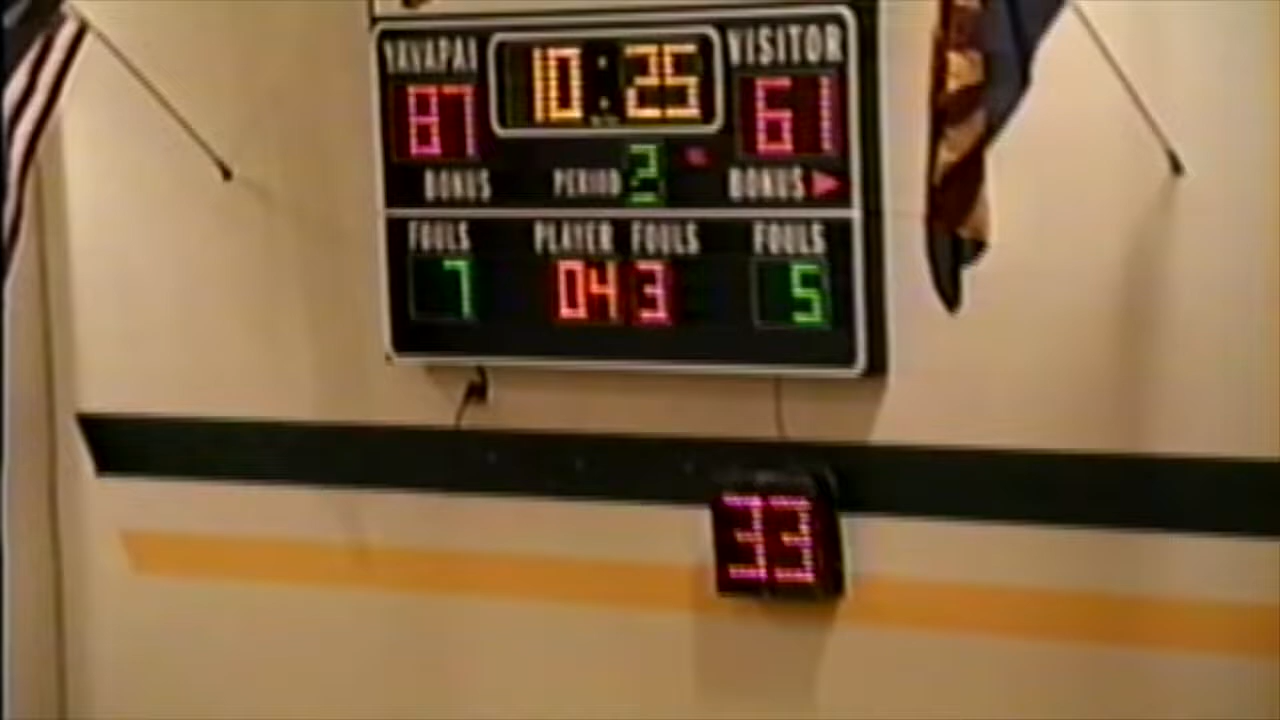 YAVAPAI 10:25 VISITOR
87 61
BONUS PERIOD 2 BONUS
FOULS PLAYER FOULS FOULS
7 04 3 5
33